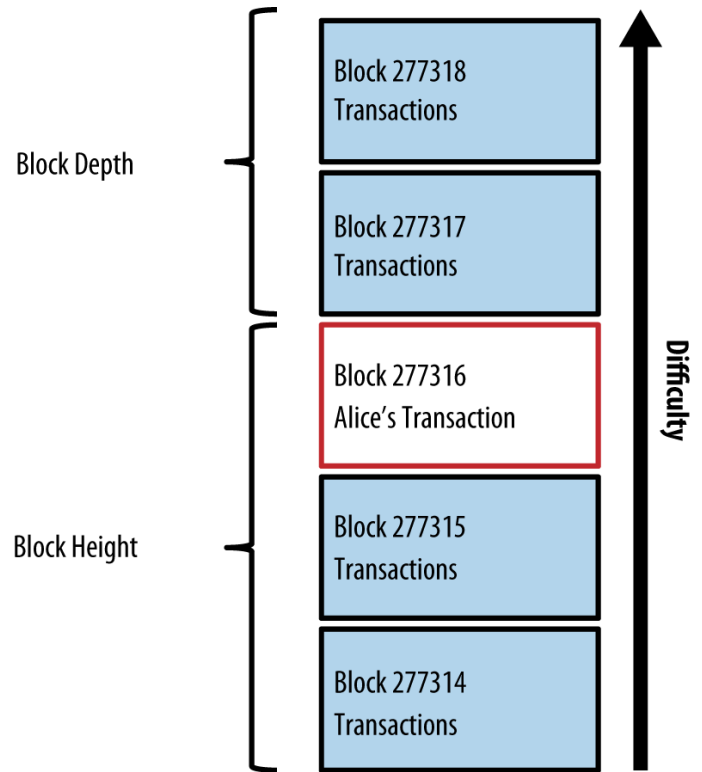 Block Depth
Block 277318
Transactions
Block 277317
Transactions
Block Height
Block 277316
Alice’s Transaction
Block 277315
Transactions
Block 277314
Transactions
Difficulty